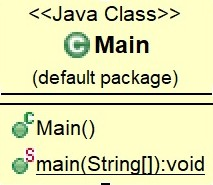 <<Java Class>>
C Main
(default package)
C Main()
S main(String[]):void